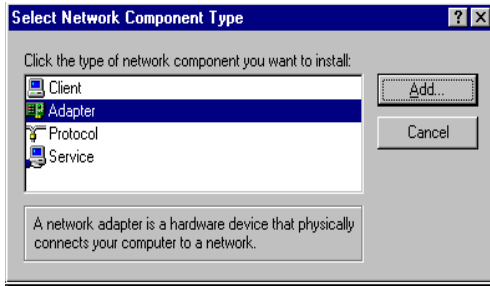 Select Network Component Type
Click the type of network component you want to install:
Client
Adapter
Protocol
Service
Add...
Cancel
A network adapter is a hardware device that physically
connects your computer to a network.